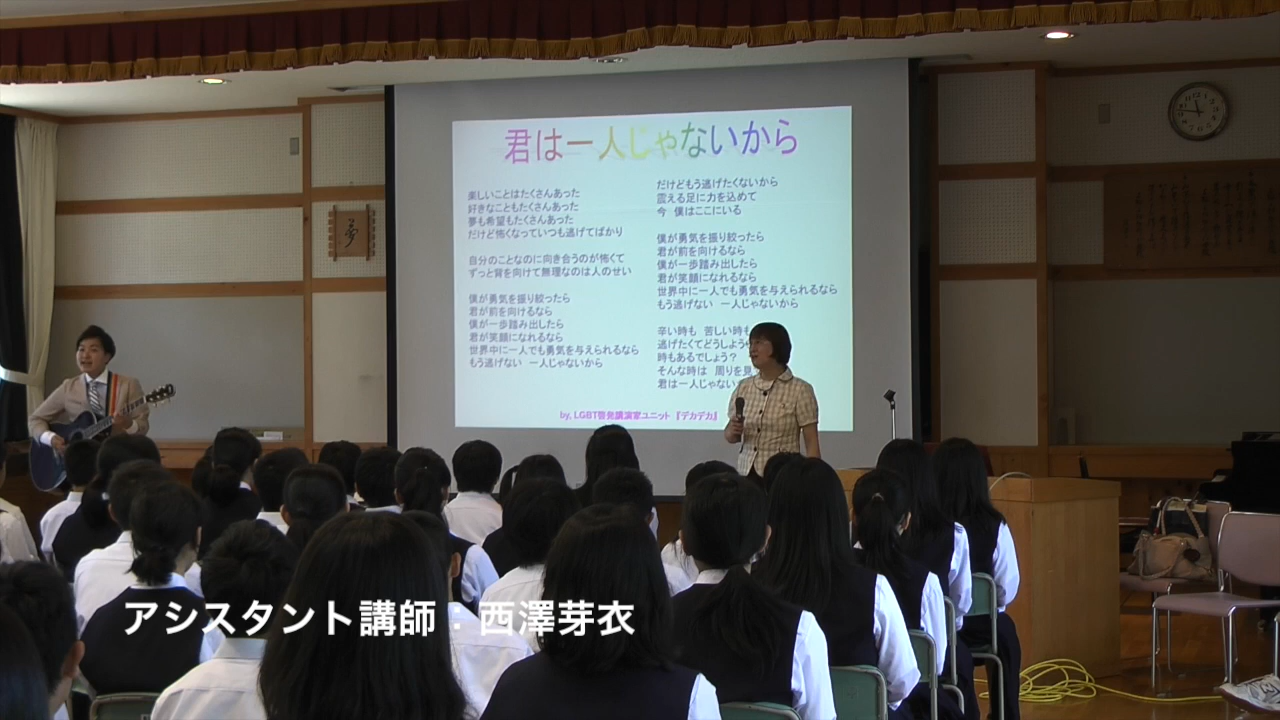 君は一人じゃないから
楽しいことはたくさんあった
好きなこともたくさんあった
夢も希望もたくさんあった
だけど怖くなっていつも逃げてばかり
自分のことなのに向き合うのが怖くて
ずっと背を向けて無理なのは人のせい
僕が勇気を振り絞ったら
君が前を向けるなら
僕が一歩踏み出したら
君が笑顔になれるなら
世界中に一人でも勇気を与えられるなら
もう逃げない 一人じゃないから
だけどもう逃げたくないから
震える足に力を込めて
今 僕はここにいる
僕が勇気を振り絞ったら
君が前を向けるなら
僕が一歩踏み出したら
君が笑顔になれるなら
世界中に一人でも勇気を与えられるなら
もう逃げない 一人じゃないから
辛い時も 苦しい時も
逃げたくてどうしよう
時もあるでしょう?
そんな時は 周りを見
君は一人じゃない
by, LGBT啓発講演家ユニット 『デカデカ』
夢
アシスタント講師：西澤芽衣